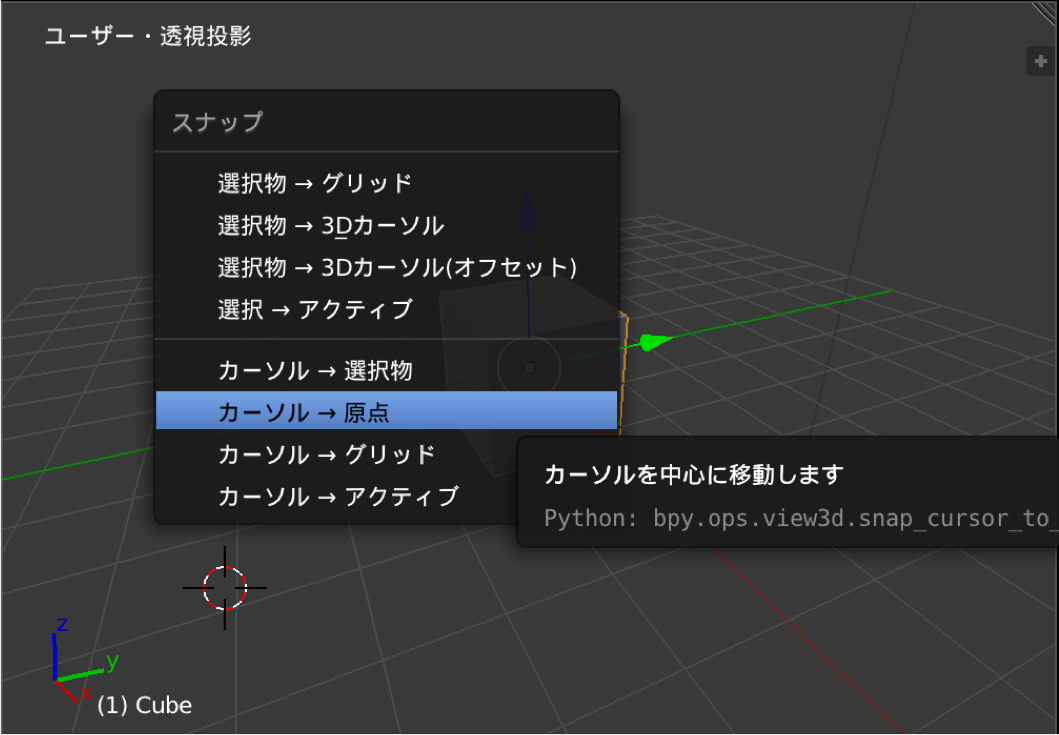 ユーザー・透視投影
スナップ
選択物 → グリッド
選択物 → 3Dカーソル
選択物 → 3Dカーソル(オフセット)
選択 → アクティブ
カーソル → 選択物
カーソル → 原点
カーソル → グリッド
カーソル → アクティブ
カーソルを中心に移動します
Python: bpy.ops.view3d.snap_cursor_to_
z
y
x
(1) Cube